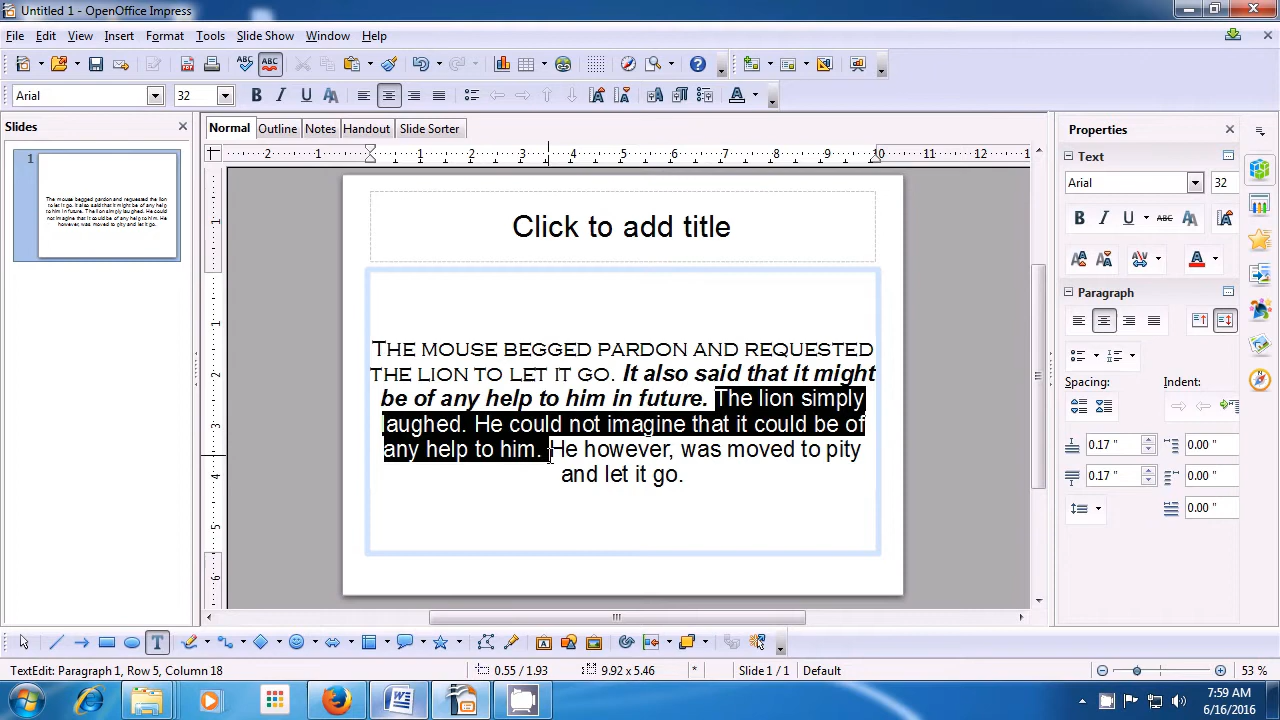 Untitled 1 - OpenOffice Impress
File Edit View Insert Format Tools Slide Show Window Help
Arial 32
Slides
Normal Outline Notes Handout Slide Sorter
Properties
Text
Arial 32
Paragraph
Spacing: Indent:
0.17 " 0.00 "
0.17 " 0.00 "
0.00 "
1
Click to add title
THE MOUSE BEGGED PARDON AND REQUESTED
THE LION TO LET IT GO. It also said that it might
be of any help to him in future. The lion simply
laughed. He could not imagine that it could be of
any help to him. He however, was moved to pity
and let it go.
TextEdit: Paragraph 1, Row 5, Column 18 0.55 / 1.93 9.92 x 5.46 * Slide 1 / 1 Default 53 %
7:59 AM
6/16/2016